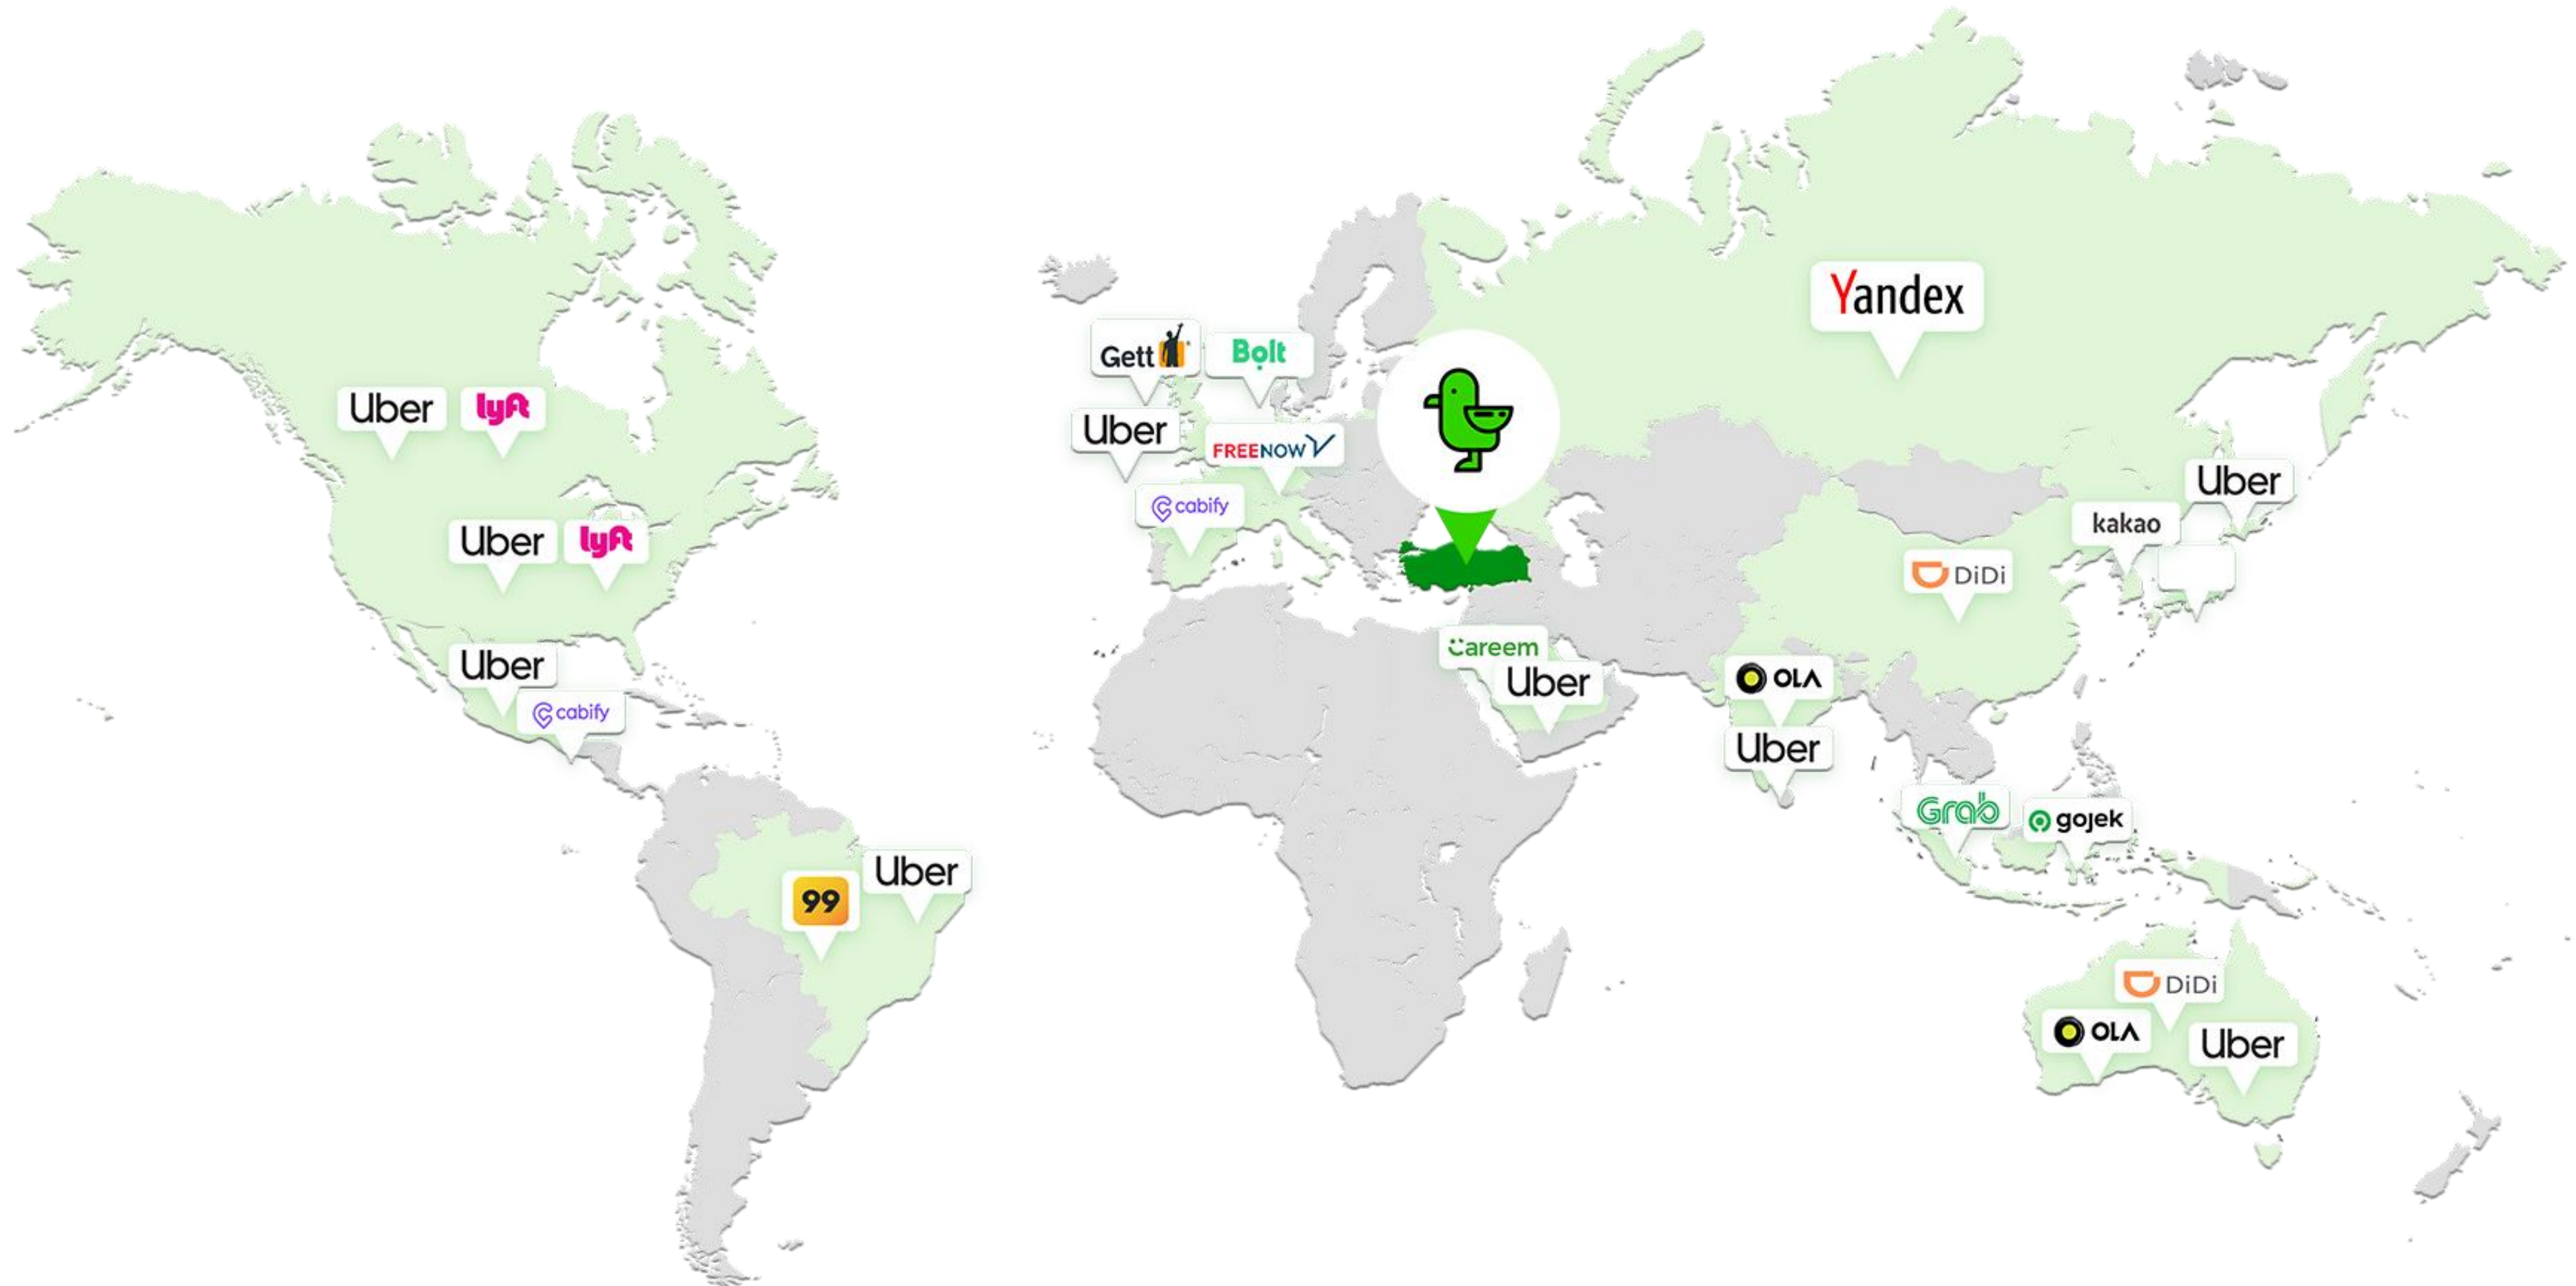 Uber
lyft
Uber
lyft
Uber
cabify
99
Uber
Gett
Bolt
Uber
FREENOW
cabify
Yandex
Careem
Uber
OLA
Uber
DiDi
kakao
Uber
Grab
gojek
DiDi
OLA
Uber